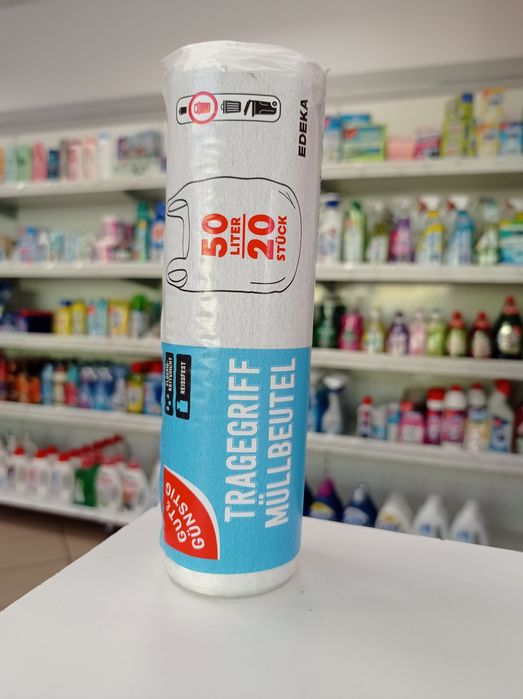 EDEKA
50
LITER
20
STÜCK
REISSFEST
TRAGEGRIFF
MÜLLBEUTEL
GUT &
GÜNSTIG